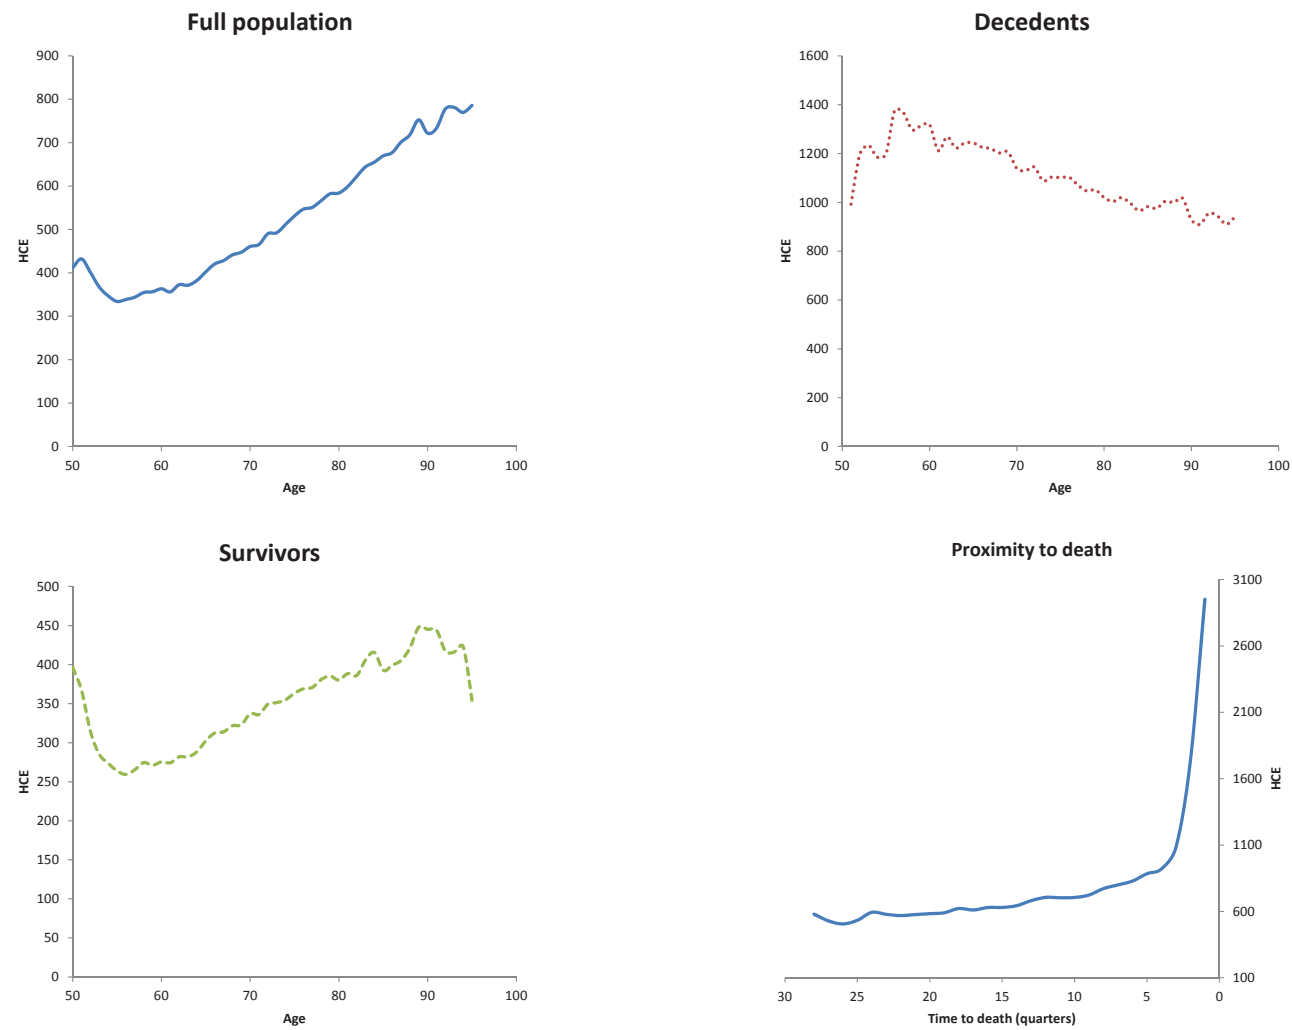 Full population
900
800
700
600
500
400
300
200
100
0
HCE
50 60 70 80 90 100
Age
Decedents
1600
1400
1200
1000
800
600
400
200
0
HCE
50 60 70 80 90 100
Age
Survivors
500
450
400
350
300
250
200
150
100
50
0
HCE
50 60 70 80 90 100
Age
Proximity to death
3100
2600
2100
1600
1100
600
100
HCE
30 25 20 15 10 5 0
Time to death (quarters)